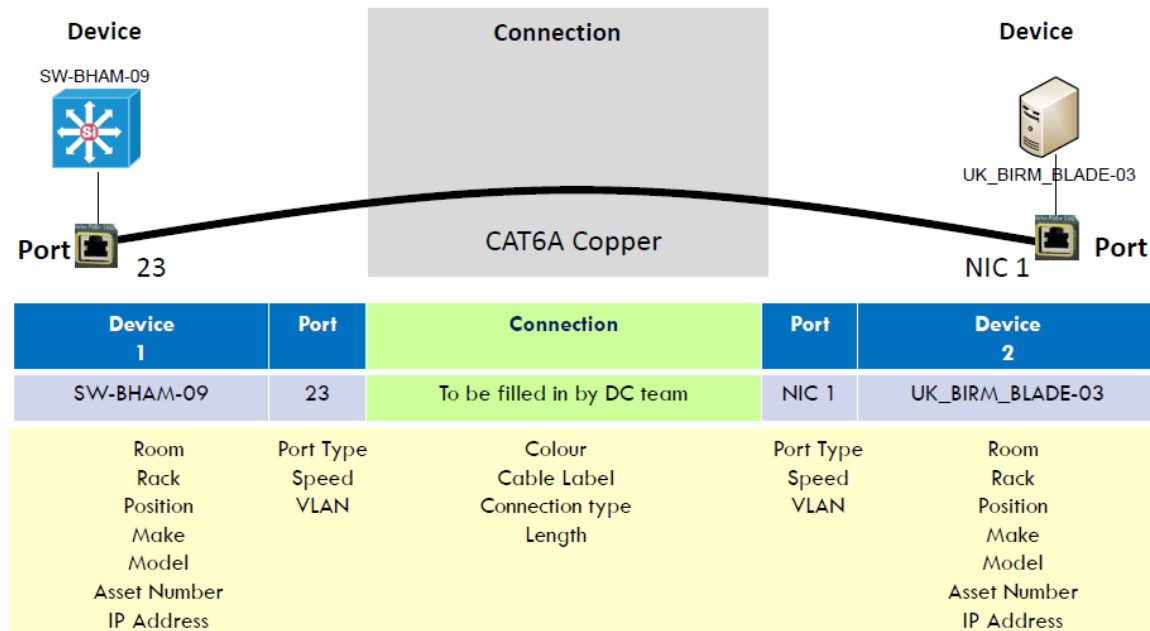 Device
Connection
Device
SW-BHAM-09
Si
UK_BIRM_BLADE-03
Port
23
CAT6A Copper
NIC 1
Port
Device 1
Port
Connection
Port
Device 2
SW-BHAM-09
23
To be filled in by DC team
NIC 1
UK_BIRM_BLADE-03
Room
Rack
Position
Make
Model
Asset Number
IP Address
Port Type
Speed
VLAN
Colour
Cable Label
Connection type
Length
Port Type
Speed
VLAN
Room
Rack
Position
Make
Model
Asset Number
IP Address